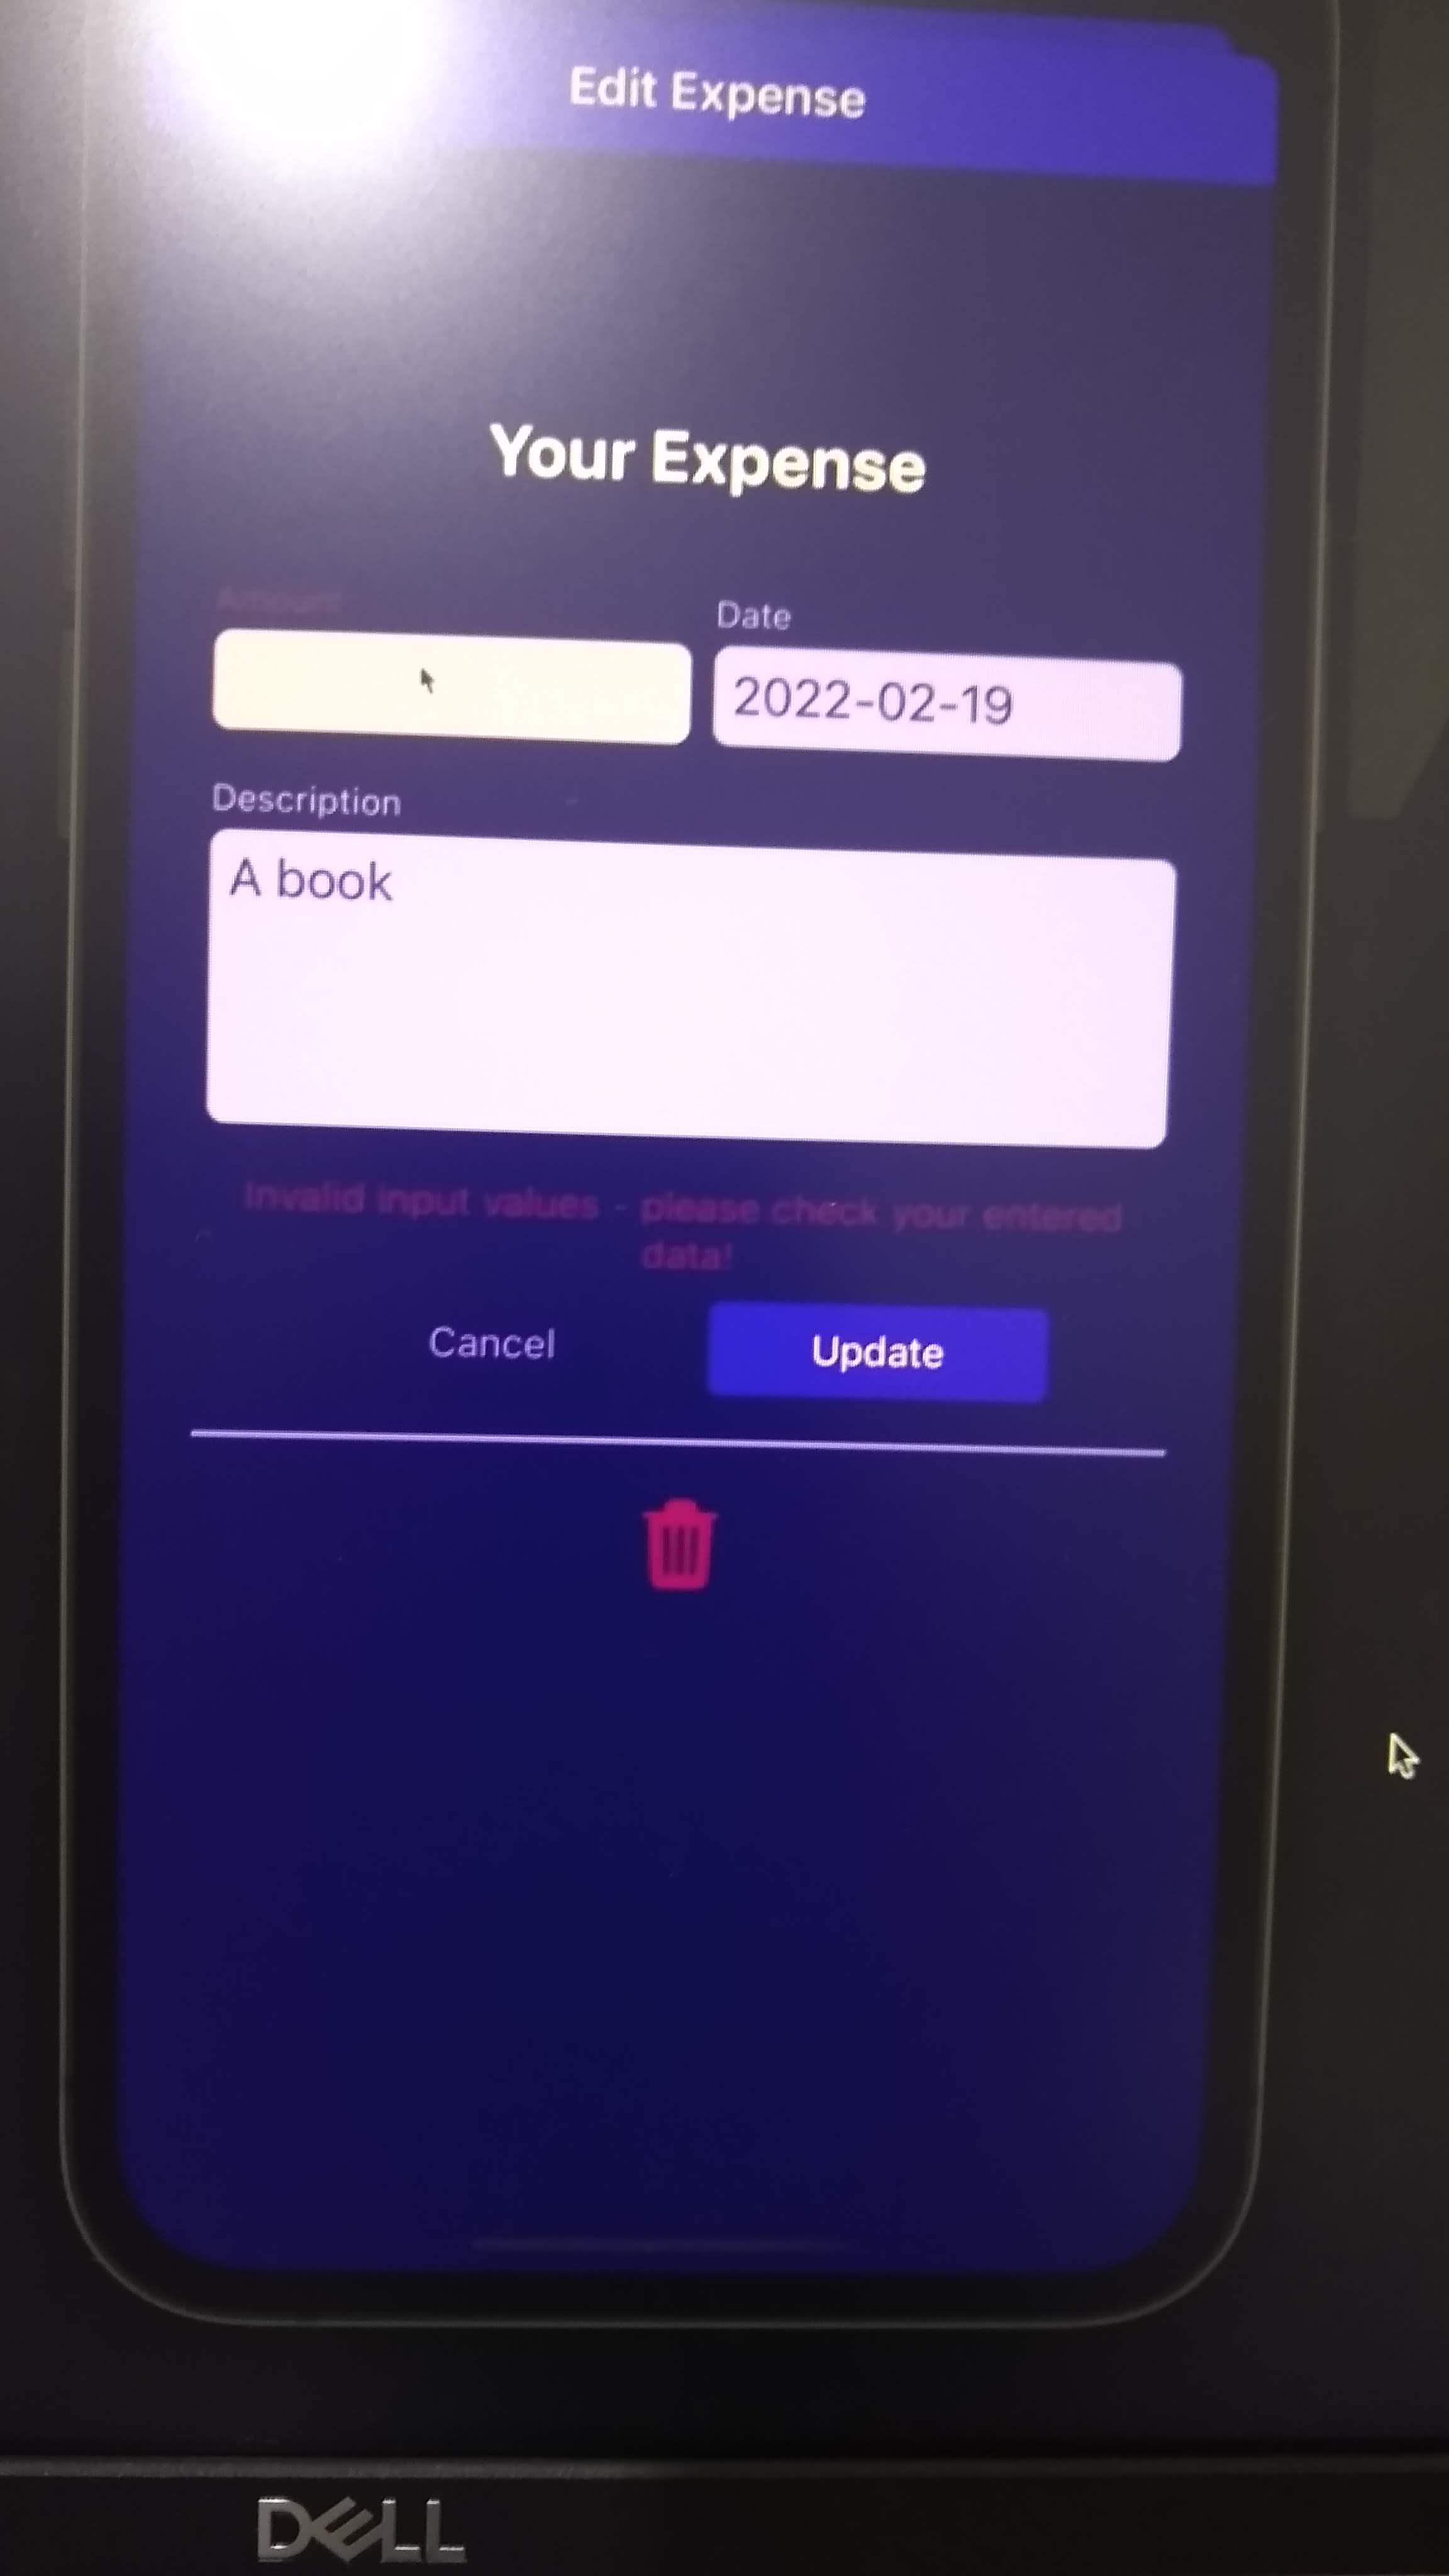 Edit Expense
Your Expense
Amount
Date
2022-02-19
Description
A book
Invalid input values - please check your entered
data!
Cancel
Update
DELL